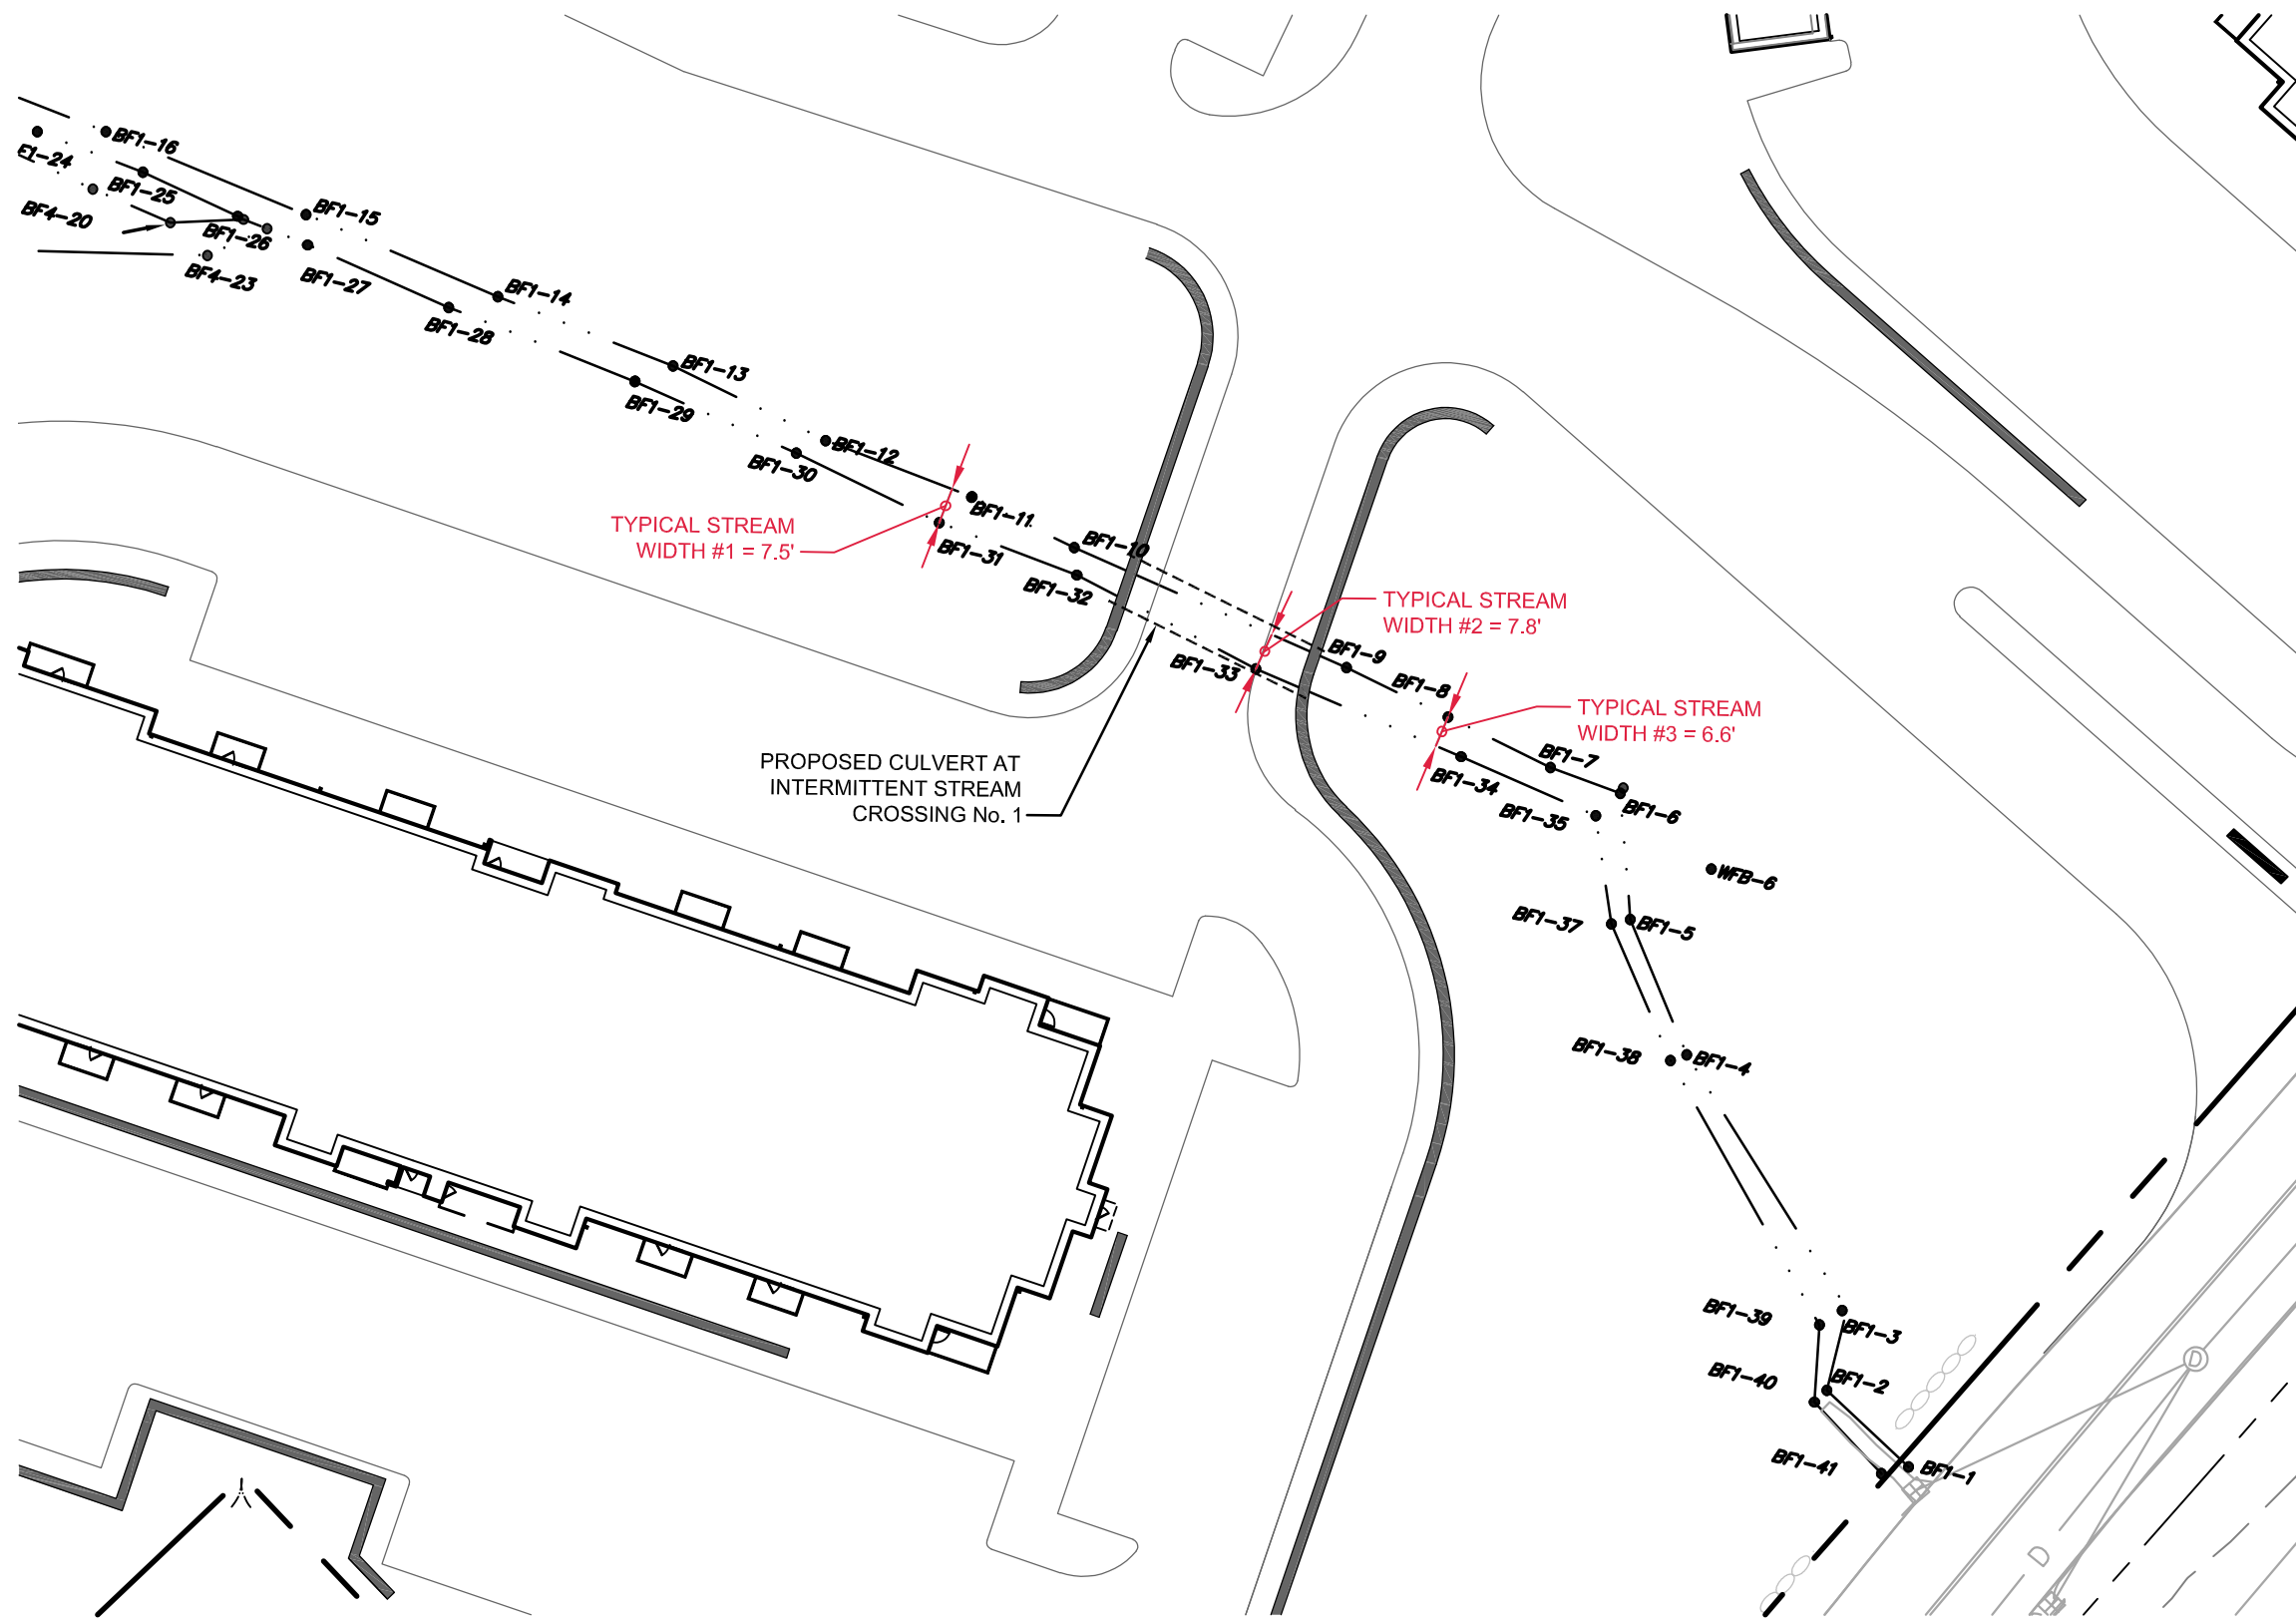 BF1-16
F1-24
BF1-25
BF4-20
BF1-15
BF1-26
BF4-23
BF1-27
BF1-14
BF1-28
BF1-13
BF1-29
BF1-12
BF1-30
BF1-11
TYPICAL STREAM
WIDTH #1 = 7.5'
BF1-10
BF1-31
BF1-32
TYPICAL STREAM
WIDTH #2 = 7.8'
BF1-9
BF1-33
BF1-8
TYPICAL STREAM
WIDTH #3 = 6.6'
PROPOSED CULVERT AT
INTERMITTENT STREAM
CROSSING No. 1
BF1-7
BF1-34
BF1-35
BF1-6
WFB-6
BF1-37
BF1-5
BF1-38
BF1-4
BF1-39
BF1-3
BF1-40
BF1-2
D
BF1-41
BF1-1
D